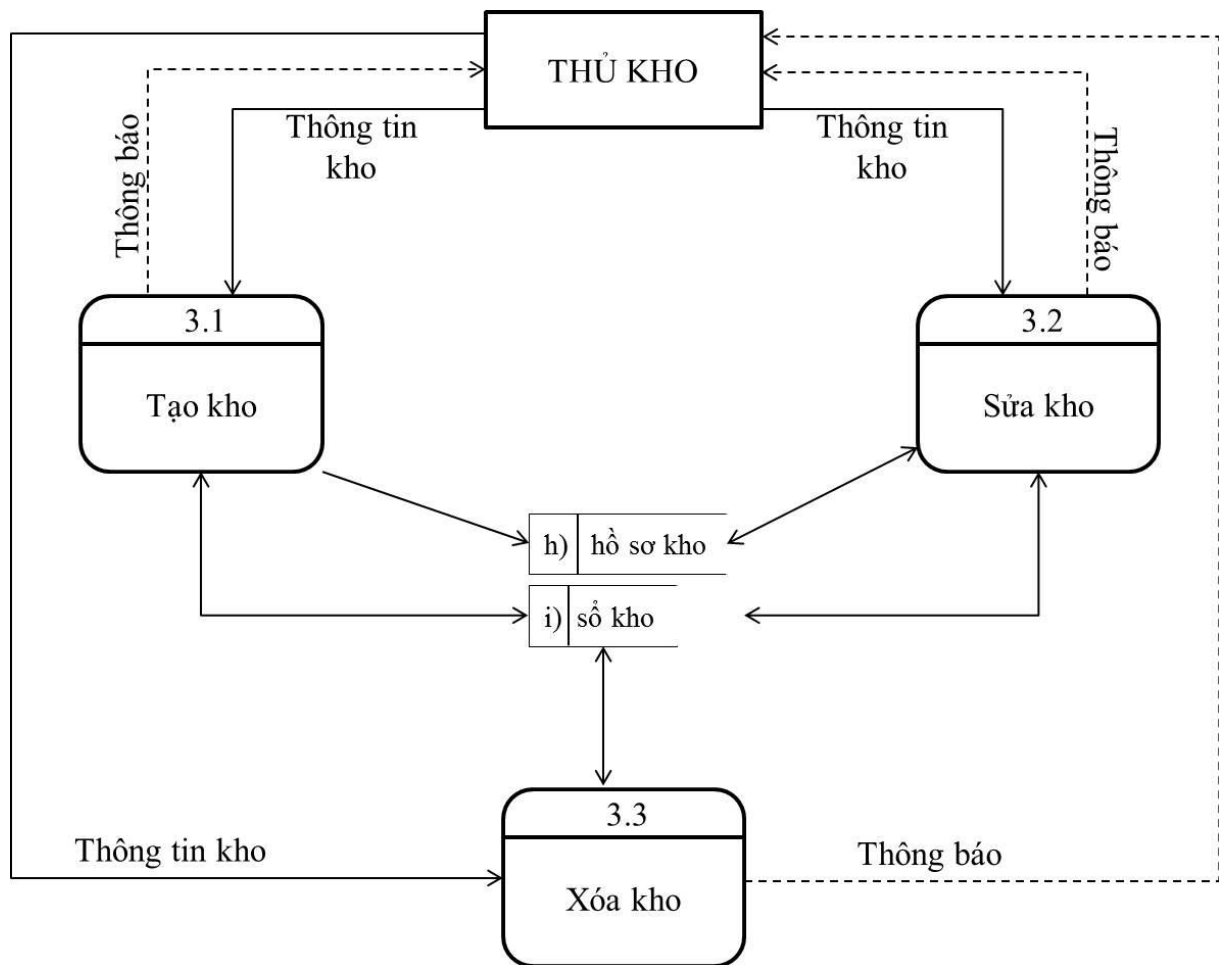 THỦ KHO
Thông tin
kho
Thông tin
kho
Thông báo
Thông báo
3.1
Tạo kho
3.2
Sửa kho
h) hồ sơ kho
i) sổ kho
3.3
Xóa kho
Thông tin kho
Thông báo